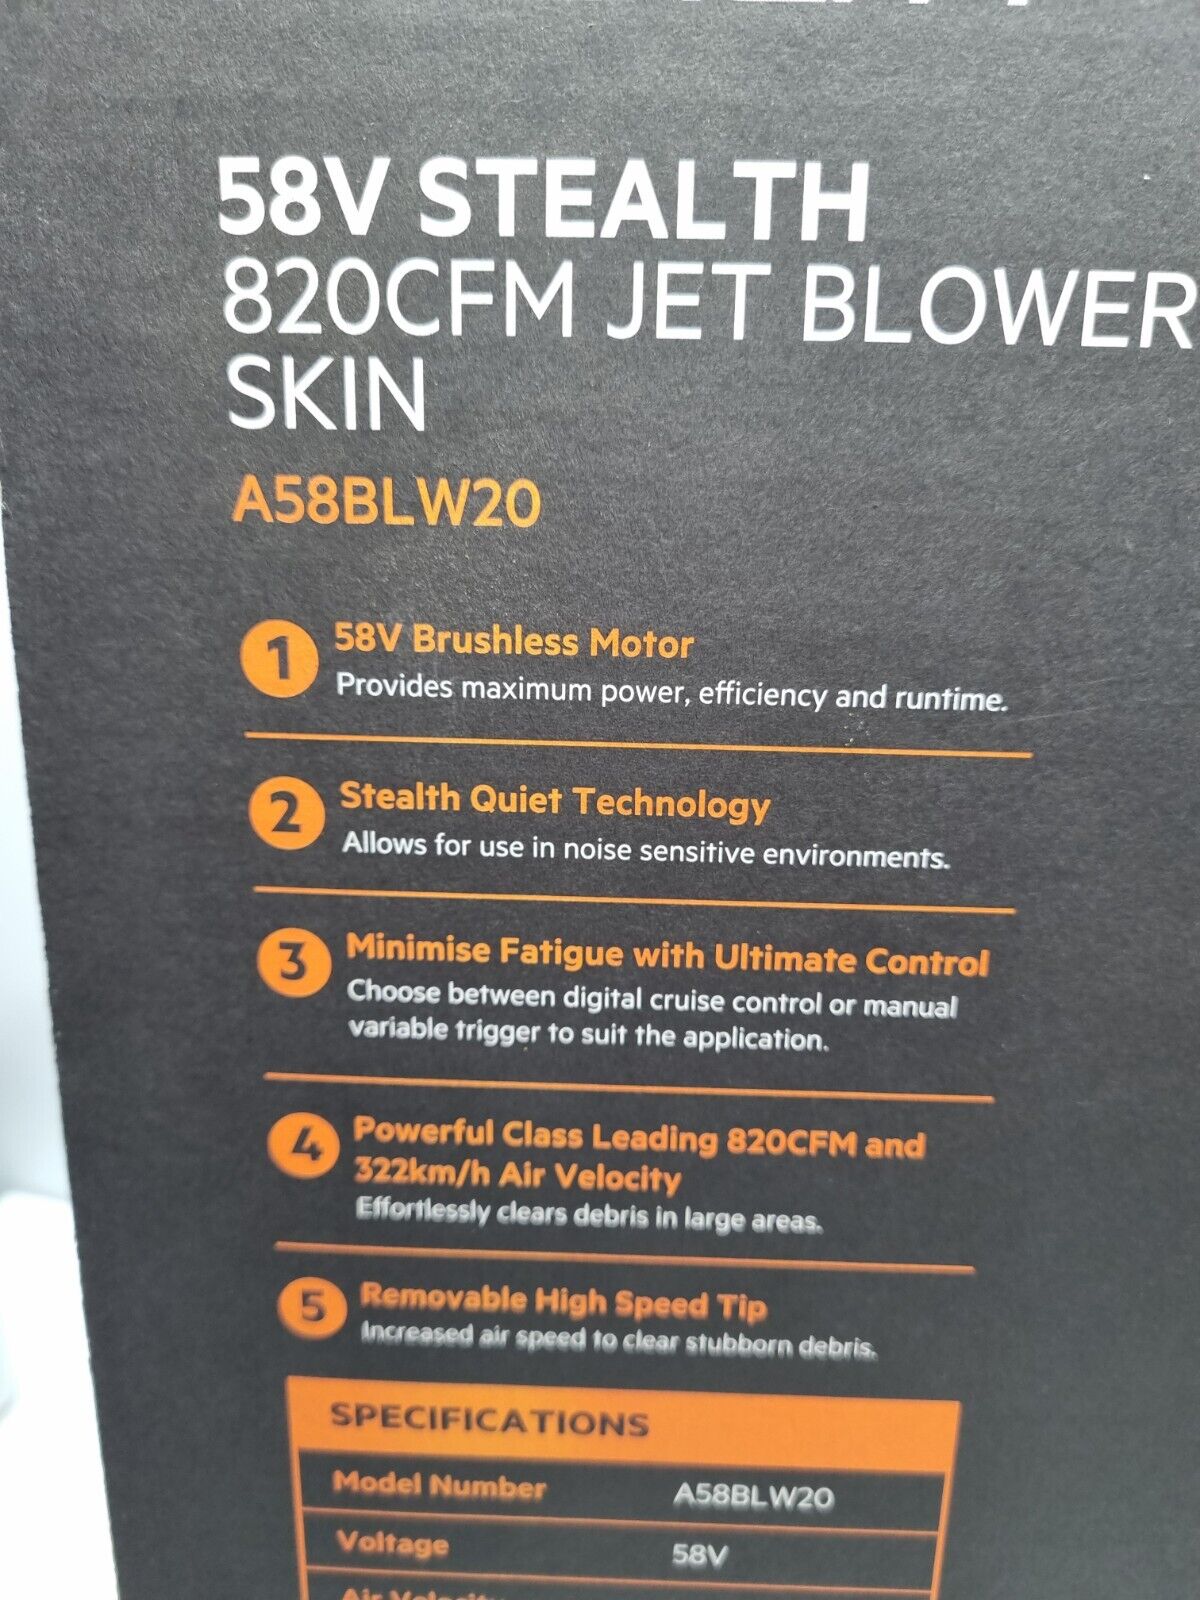 58V STEALTH
820CFM JET BLOWER
SKIN
A58BLW20
1 58V Brushless Motor
Provides maximum power, efficiency and runtime.
2 Stealth Quiet Technology
Allows for use in noise sensitive environments.
3 Minimise Fatigue with Ultimate Control
Choose between digital cruise control or manual
variable trigger to suit the application.
4 Powerful Class Leading 820CFM and
322km/h Air Velocity
Effortlessly clears debris in large areas.
5 Removable High Speed Tip
Increased air speed to clear stubborn debris.
SPECIFICATIONS
Model Number A58BLW20
Voltage 58V
Air Velocity